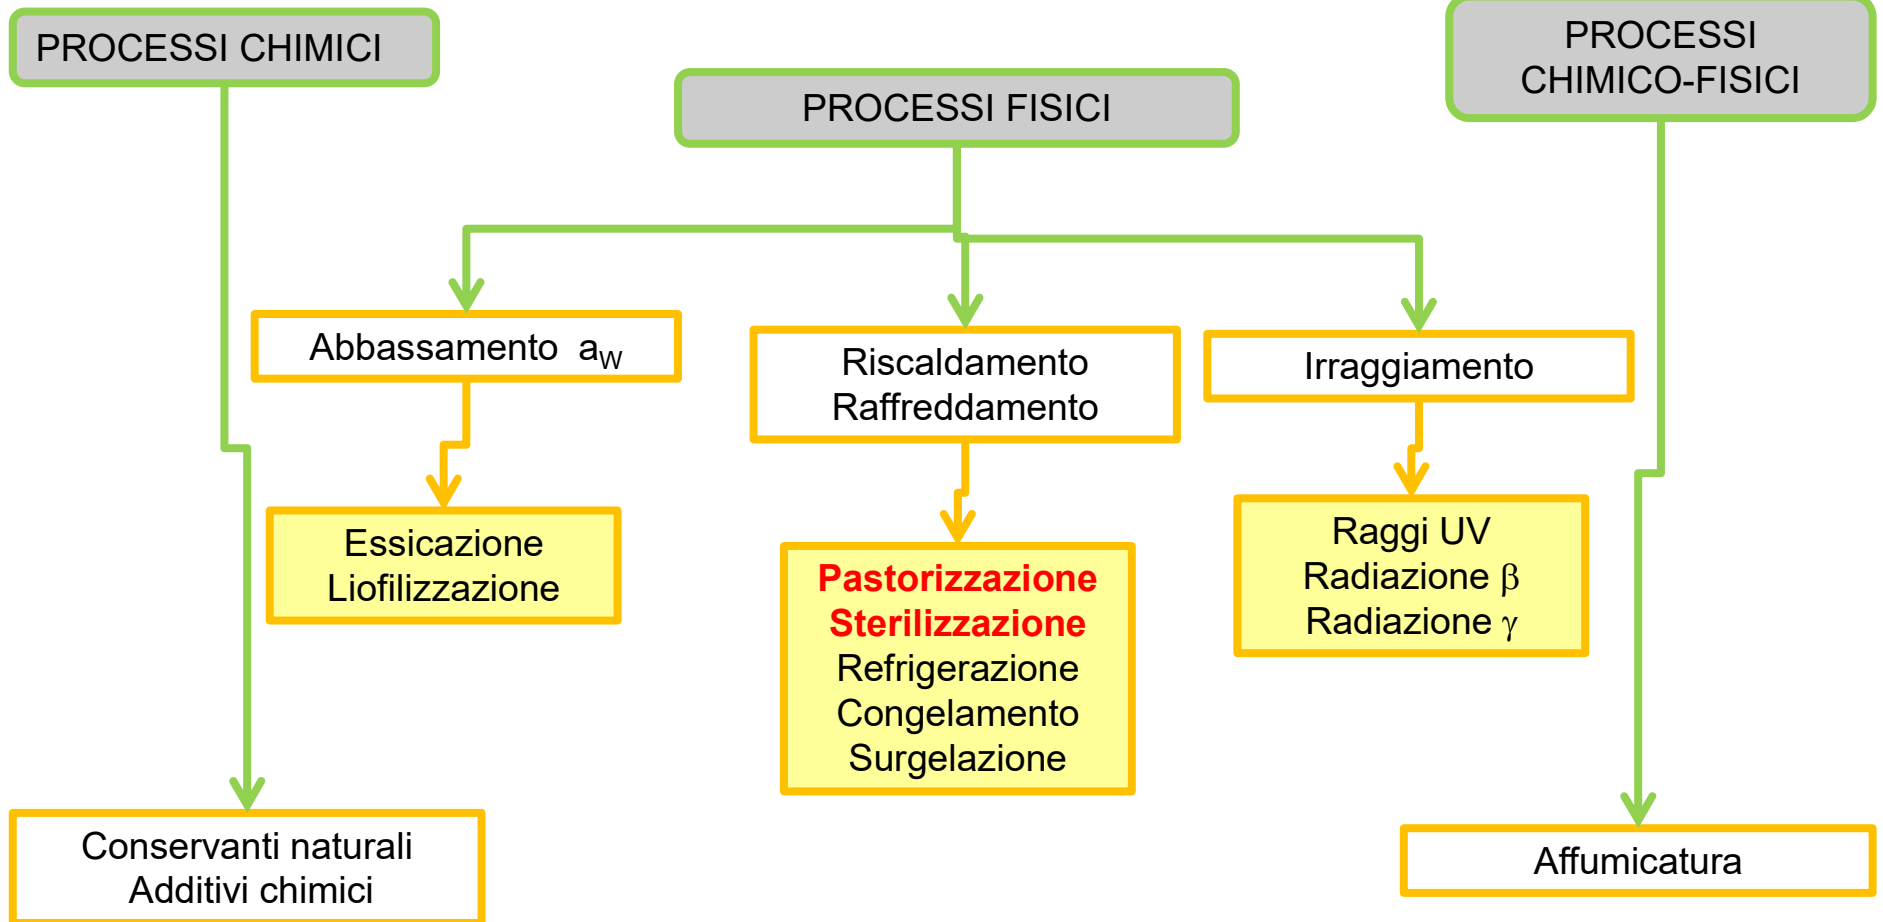 PROCESSI CHIMICI
PROCESSI FISICI
PROCESSI
CHIMICO-FISICI
Abbassamento aW
Riscaldamento
Raffreddamento
Irraggiamento
Essicazione
Liofilizzazione
Pastorizzazione
Sterilizzazione
Refrigerazione
Congelamento
Surgelazione
Raggi UV
Radiazione β
Radiazione γ
Conservanti naturali
Additivi chimici
Affumicatura